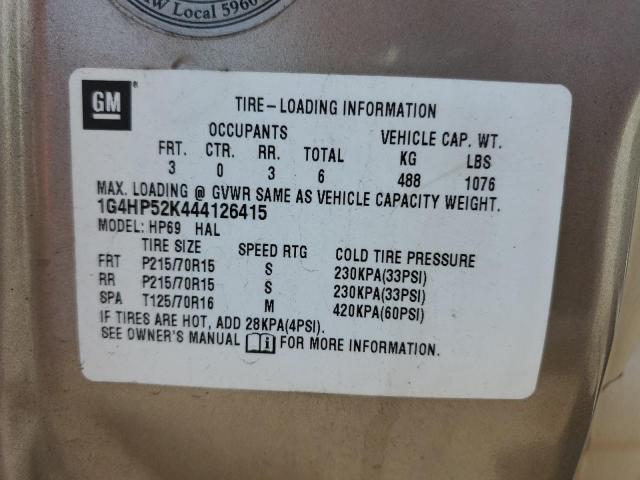 W Local 5960
GM
TIRE-LOADING INFORMATION
OCCUPANTS VEHICLE CAP. WT.
FRT. CTR. RR. TOTAL KG LBS
3 0 3 6 488 1076
MAX. LOADING @ GVWR SAME AS VEHICLE CAPACITY WEIGHT.
1G4HP52K444126415
MODEL: HP69 HAL
TIRE SIZE SPEED RTG COLD TIRE PRESSURE
FRT P215/70R15 S 230KPA(33PSI)
RR P215/70R15 S 230KPA(33PSI)
SPA T125/70R16 M 420KPA(60PSI)
IF TIRES ARE HOT, ADD 28KPA(4PSI).
SEE OWNER'S MANUAL i FOR MORE INFORMATION.